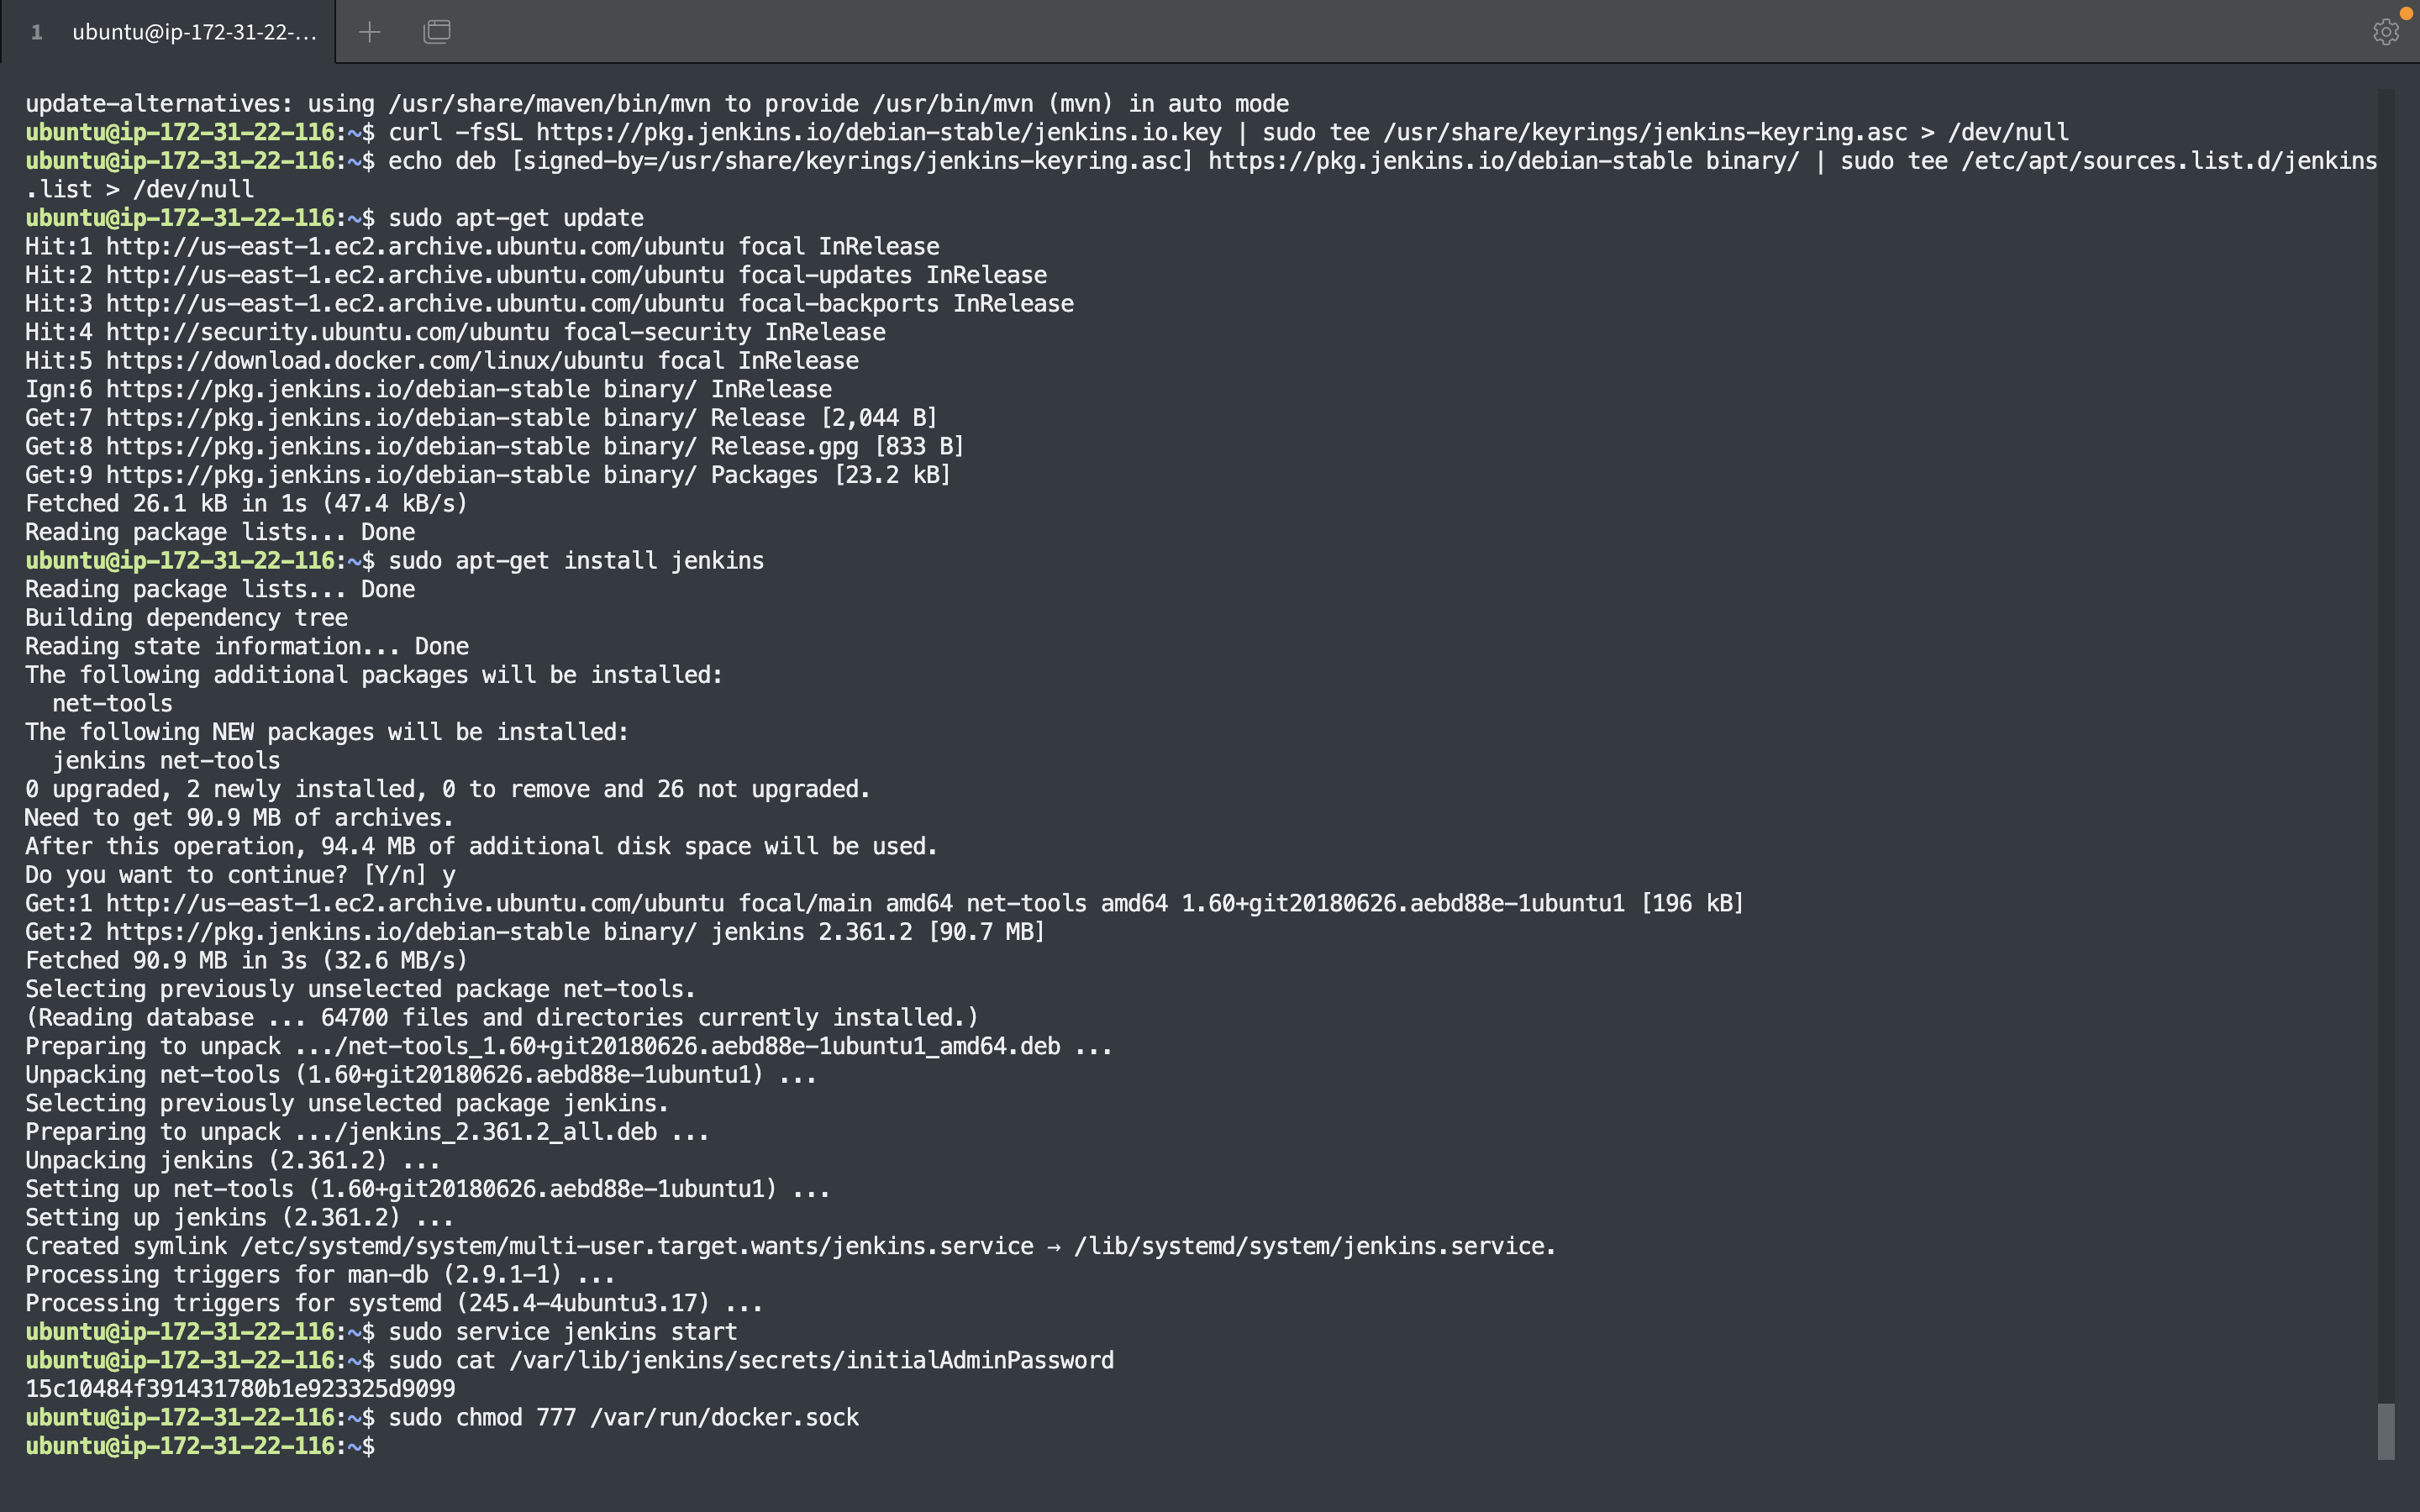 1 ubuntu@ip-172-31-22-...
update-alternatives: using /usr/share/maven/bin/mvn to provide /usr/bin/mvn (mvn) in auto mode
ubuntu@ip-172-31-22-116:~$ curl -fsSL https://pkg.jenkins.io/debian-stable/jenkins.io.key | sudo tee /usr/share/keyrings/jenkins-keyring.asc > /dev/null
ubuntu@ip-172-31-22-116:~$ echo deb [signed-by=/usr/share/keyrings/jenkins-keyring.asc] https://pkg.jenkins.io/debian-stable binary/ | sudo tee /etc/apt/sources.list.d/jenkins
.list > /dev/null
ubuntu@ip-172-31-22-116:~$ sudo apt-get update
Hit:1 http://us-east-1.ec2.archive.ubuntu.com/ubuntu focal InRelease
Hit:2 http://us-east-1.ec2.archive.ubuntu.com/ubuntu focal-updates InRelease
Hit:3 http://us-east-1.ec2.archive.ubuntu.com/ubuntu focal-backports InRelease
Hit:4 http://security.ubuntu.com/ubuntu focal-security InRelease
Hit:5 https://download.docker.com/linux/ubuntu focal InRelease
Ign:6 https://pkg.jenkins.io/debian-stable binary/ InRelease
Get:7 https://pkg.jenkins.io/debian-stable binary/ Release [2,044 B]
Get:8 https://pkg.jenkins.io/debian-stable binary/ Release.gpg [833 B]
Get:9 https://pkg.jenkins.io/debian-stable binary/ Packages [23.2 kB]
Fetched 26.1 kB in 1s (47.4 kB/s)
Reading package lists... Done
ubuntu@ip-172-31-22-116:~$ sudo apt-get install jenkins
Reading package lists... Done
Building dependency tree
Reading state information... Done
The following additional packages will be installed:
  net-tools
The following NEW packages will be installed:
  jenkins net-tools
0 upgraded, 2 newly installed, 0 to remove and 26 not upgraded.
Need to get 90.9 MB of archives.
After this operation, 94.4 MB of additional disk space will be used.
Do you want to continue? [Y/n] y
Get:1 http://us-east-1.ec2.archive.ubuntu.com/ubuntu focal/main amd64 net-tools amd64 1.60+git20180626.aebd88e-1ubuntu1 [196 kB]
Get:2 https://pkg.jenkins.io/debian-stable binary/ jenkins 2.361.2 [90.7 MB]
Fetched 90.9 MB in 3s (32.6 MB/s)
Selecting previously unselected package net-tools.
(Reading database ... 64700 files and directories currently installed.)
Preparing to unpack .../net-tools_1.60+git20180626.aebd88e-1ubuntu1_amd64.deb ...
Unpacking net-tools (1.60+git20180626.aebd88e-1ubuntu1) ...
Selecting previously unselected package jenkins.
Preparing to unpack .../jenkins_2.361.2_all.deb ...
Unpacking jenkins (2.361.2) ...
Setting up net-tools (1.60+git20180626.aebd88e-1ubuntu1) ...
Setting up jenkins (2.361.2) ...
Created symlink /etc/systemd/system/multi-user.target.wants/jenkins.service → /lib/systemd/system/jenkins.service.
Processing triggers for man-db (2.9.1-1) ...
Processing triggers for systemd (245.4-4ubuntu3.17) ...
ubuntu@ip-172-31-22-116:~$ sudo service jenkins start
ubuntu@ip-172-31-22-116:~$ sudo cat /var/lib/jenkins/secrets/initialAdminPassword
15c10484f391431780b1e923325d9099
ubuntu@ip-172-31-22-116:~$ sudo chmod 777 /var/run/docker.sock
ubuntu@ip-172-31-22-116:~$